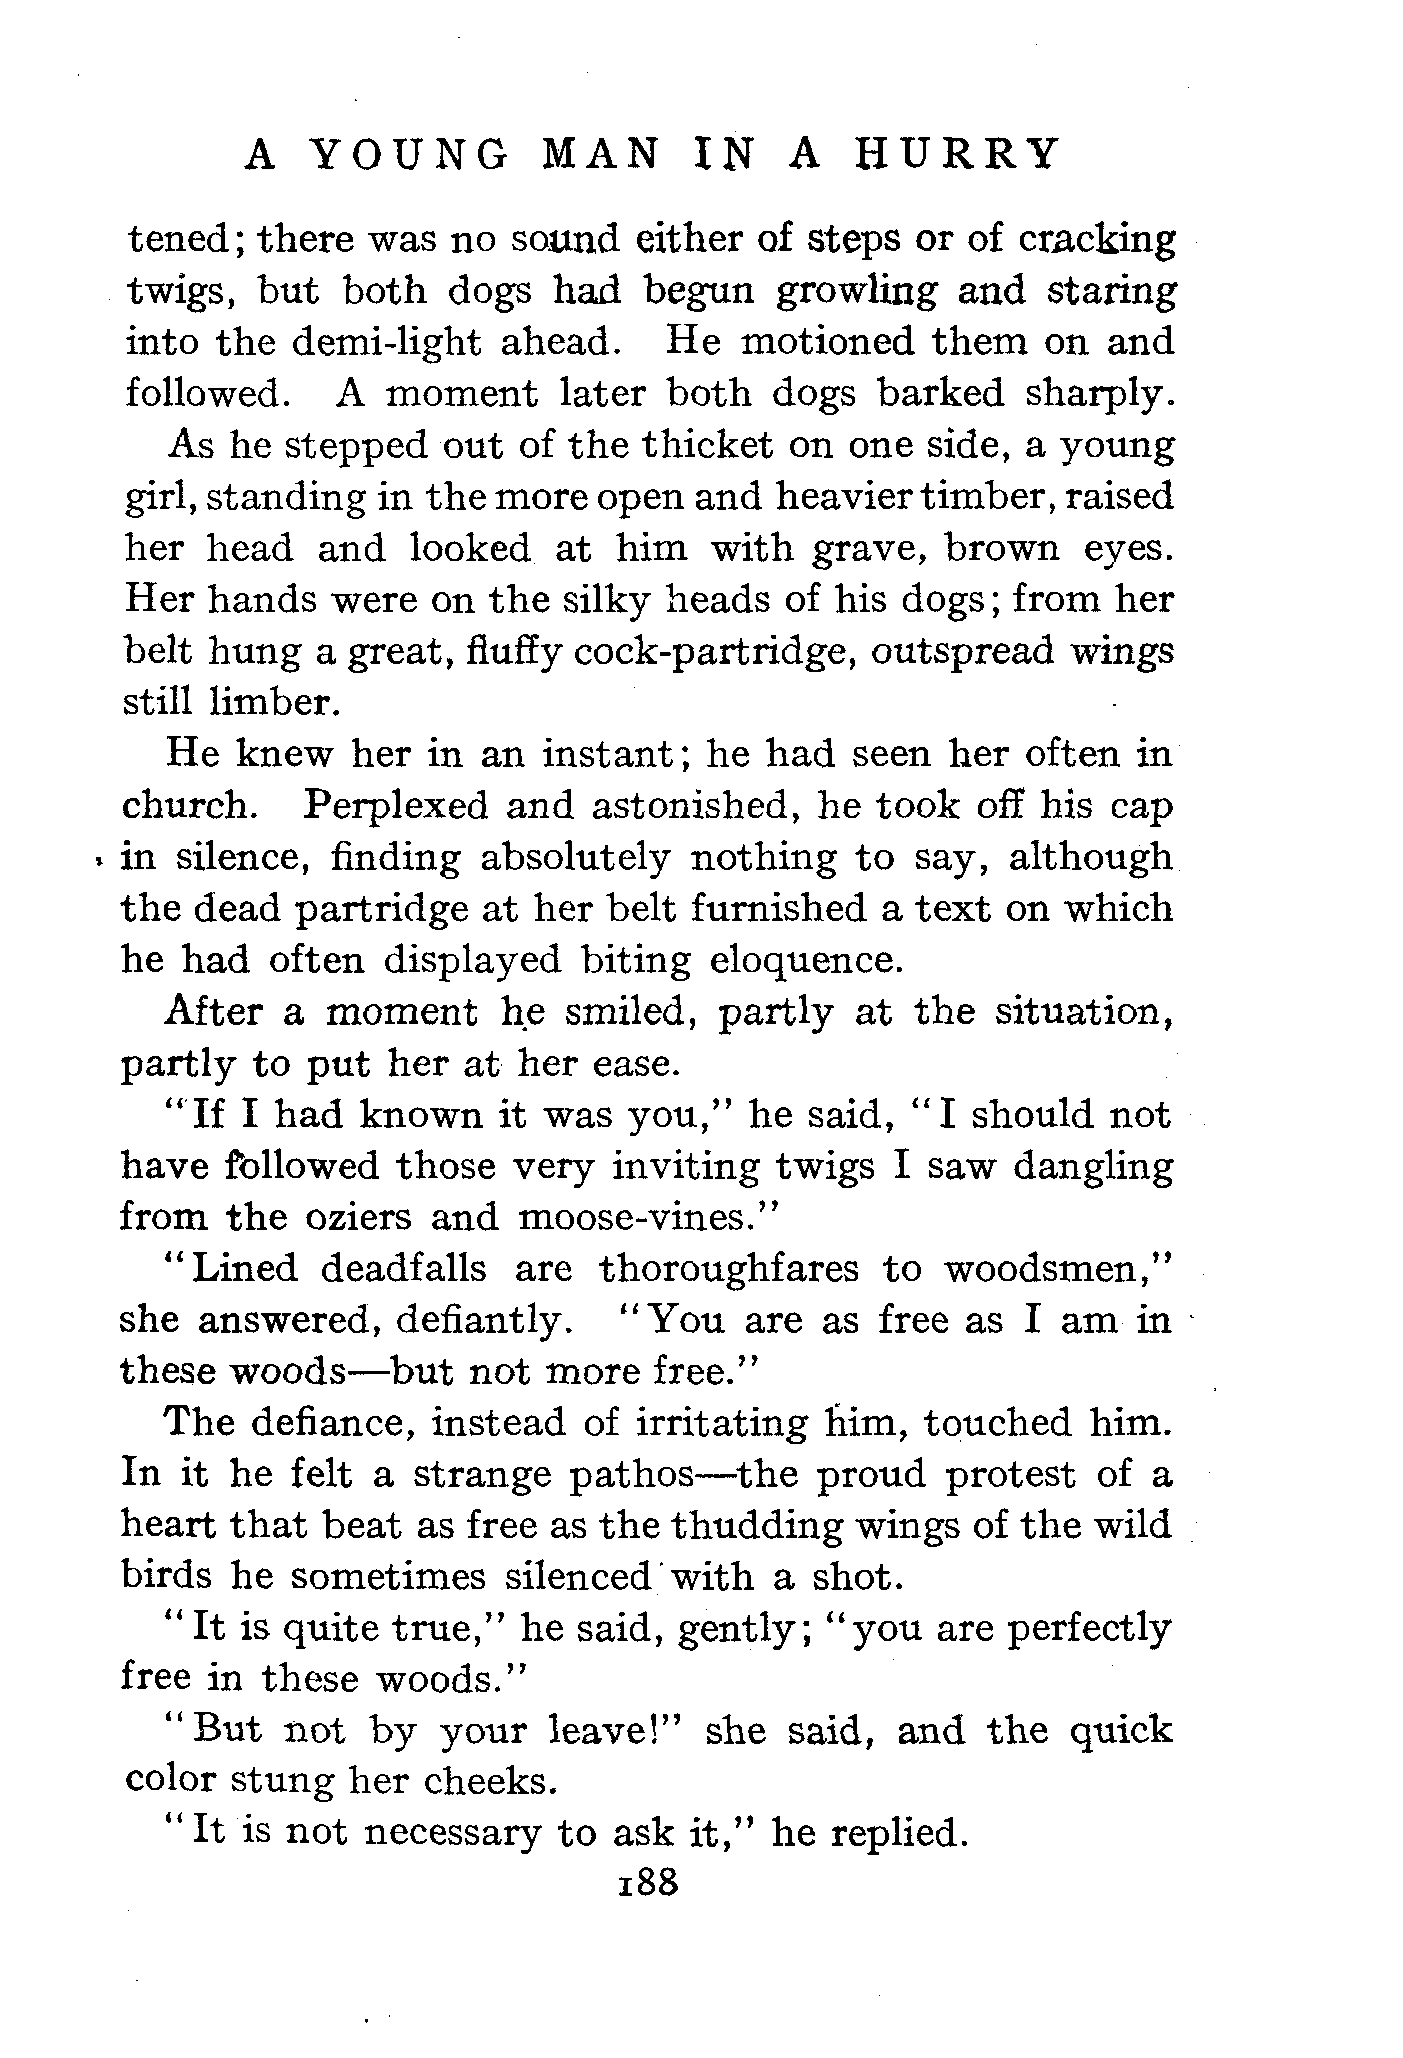 A YOUNG MAN IN A HURRY
tened; there was no sound either of steps or of cracking
twigs, but both dogs had begun growling and staring
into the demi-light ahead. He motioned them on and
followed. A moment later both dogs barked sharply.
As he stepped out of the thicket on one side, a young
girl, standing in the more open and heavier timber, raised
her head and looked at him with grave, brown eyes.
Her hands were on the silky heads of his dogs; from her
belt hung a great, fluffy cock-partridge, outspread wings
still limber.
He knew her in an instant; he had seen her often in
church. Perplexed and astonished, he took off his cap
in silence, finding absolutely nothing to say, although
the dead partridge at her belt furnished a text on which
he had often displayed biting eloquence.
After a moment he smiled, partly at the situation,
partly to put her at her ease.
"If I had known it was you," he said, "I should not
have followed those very inviting twigs I saw dangling
from the oziers and moose-vines."
"Lined deadfalls are thoroughfares to woodsmen,"
she answered, defiantly. "You are as free as I am in
these woods—but not more free."
The defiance, instead of irritating him, touched him.
In it he felt a strange pathos—the proud protest of a
heart that beat as free as the thudding wings of the wild
birds he sometimes silenced with a shot.
"It is quite true," he said, gently; "you are perfectly
free in these woods."
"But not by your leave!" she said, and the quick
color stung her cheeks.
"It is not necessary to ask it," he replied.
188